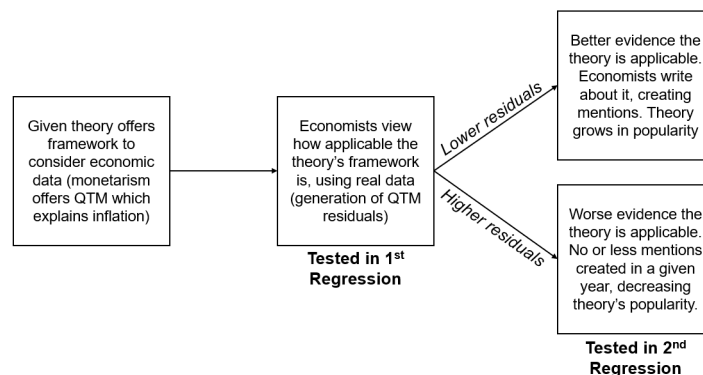 Given theory offers
framework to
consider economic
data (monetarism
offers QTM which
explains inflation)
Economists view
how applicable the
theory's framework
is, using real data
(generation of QTM
residuals)
Tested in 1st
Regression
Lower residuals
Higher residuals
Better evidence the
theory is applicable.
Economists write
about it, creating
mentions. Theory
grows in popularity
Worse evidence the
theory is applicable.
No or less mentions
created in a given
year, decreasing
theory's popularity.
Tested in 2nd
Regression